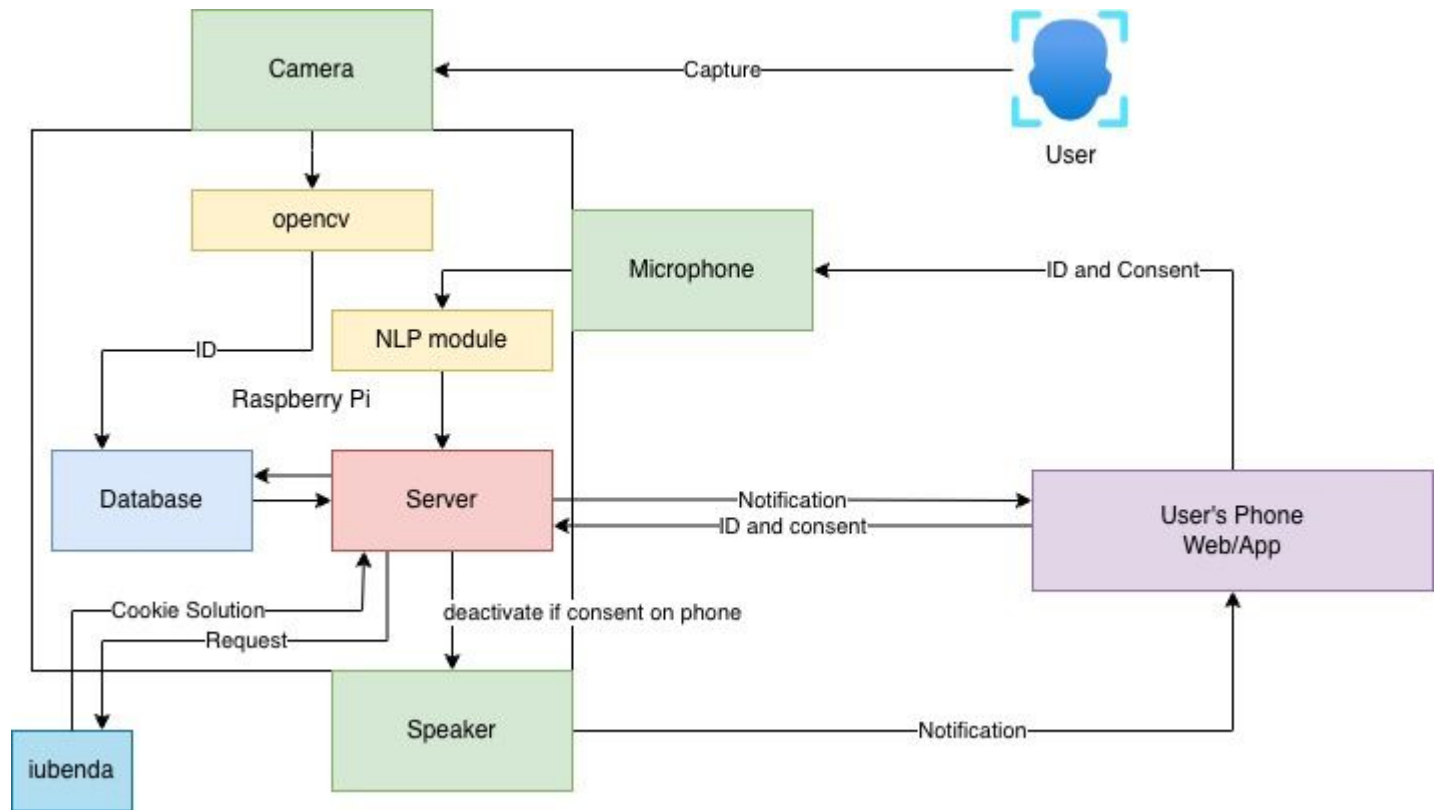 Camera
Capture
User
opencv
Microphone
ID and Consent
NLP module
ID
Raspberry Pi
Database
Server
Notification
ID and consent
User's Phone
Web/App
Cookie Solution
deactivate if consent on phone
Request
Speaker
Notification
iubenda